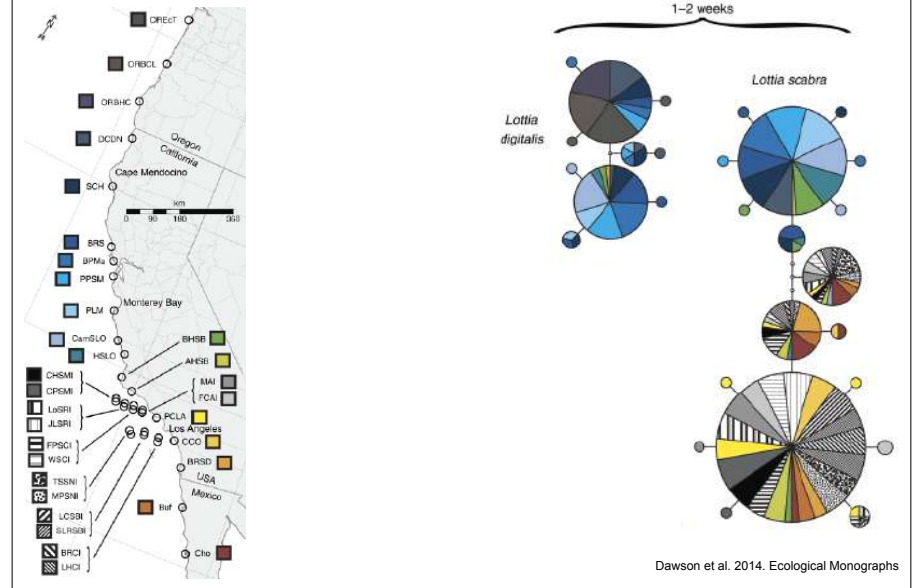 1–2 weeks
CIREcT
ORBCL
ORBHC
DCDN
Oregon
California
Cape Mendocino
SCH
km
0 90 180 360
BRS
BPMa
PPSM
Monterey Bay
PLM
CamSLO
HSLO
BHSB
AHSB
CHSMI
CPSMI
MAI
FCAI
LoSRI
JLSRI
PCLA
Los Angeles
CCO
FPSCI
WSCI
BRSD
TSSNI
MPSNI
USA
Mexico
LCSBI
SLRSBI
Buf
BRCI
LHCI
Cho
Lottia
digitalis
Lottia scabra
Dawson et al. 2014. Ecological Monographs